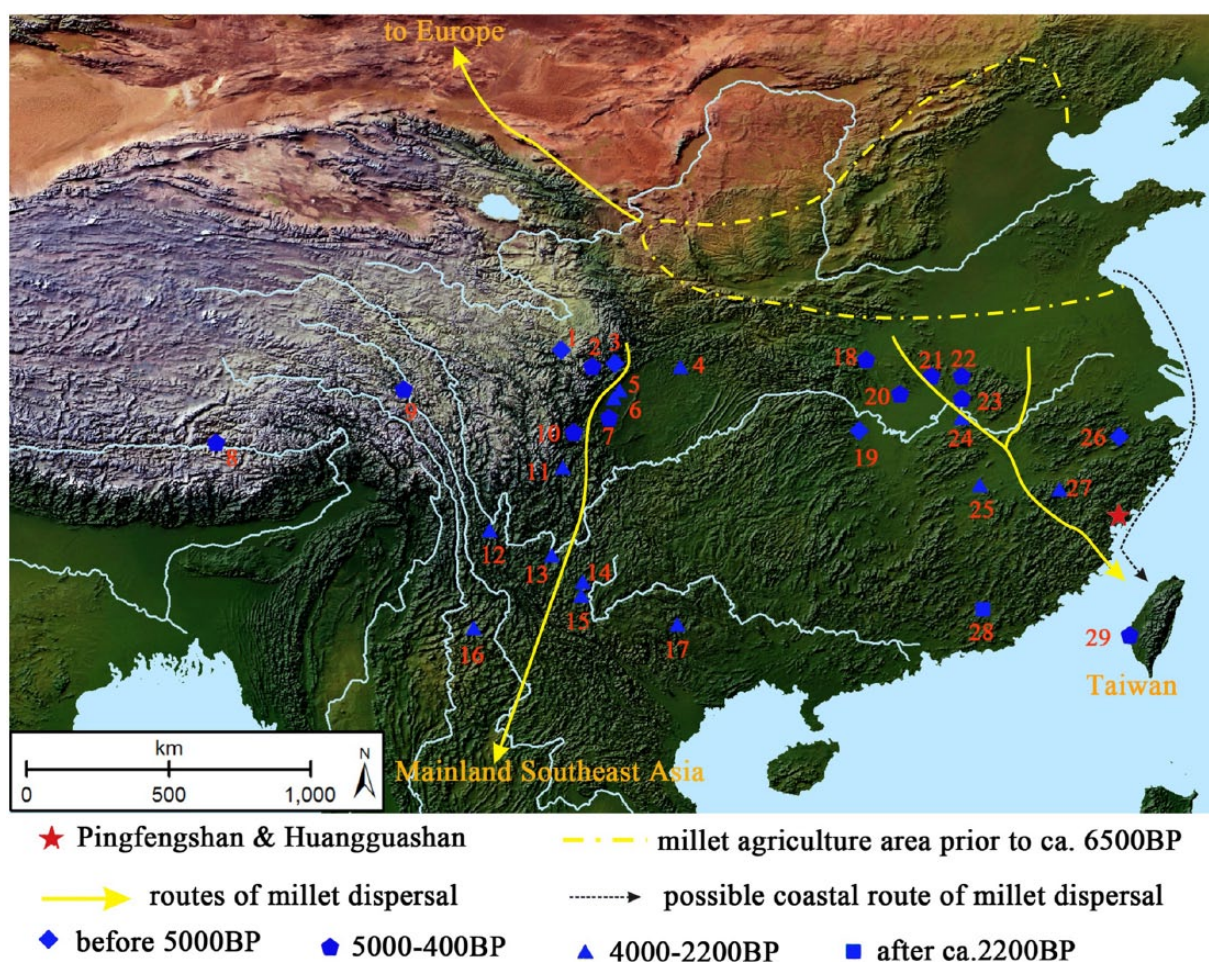 to Europe
1
2
3
4
5
6
7
8
9
10
11
12
13
14
15
16
17
18
19
20
21
22
23
24
25
26
27
28
29
Taiwan
Mainland Southeast Asia
km
N
0 500 1,000
Pingfengshan & Huangguashan
millet agriculture area prior to ca. 6500BP
routes of millet dispersal
possible coastal route of millet dispersal
before 5000BP
5000-400BP
4000-2200BP
after ca.2200BP